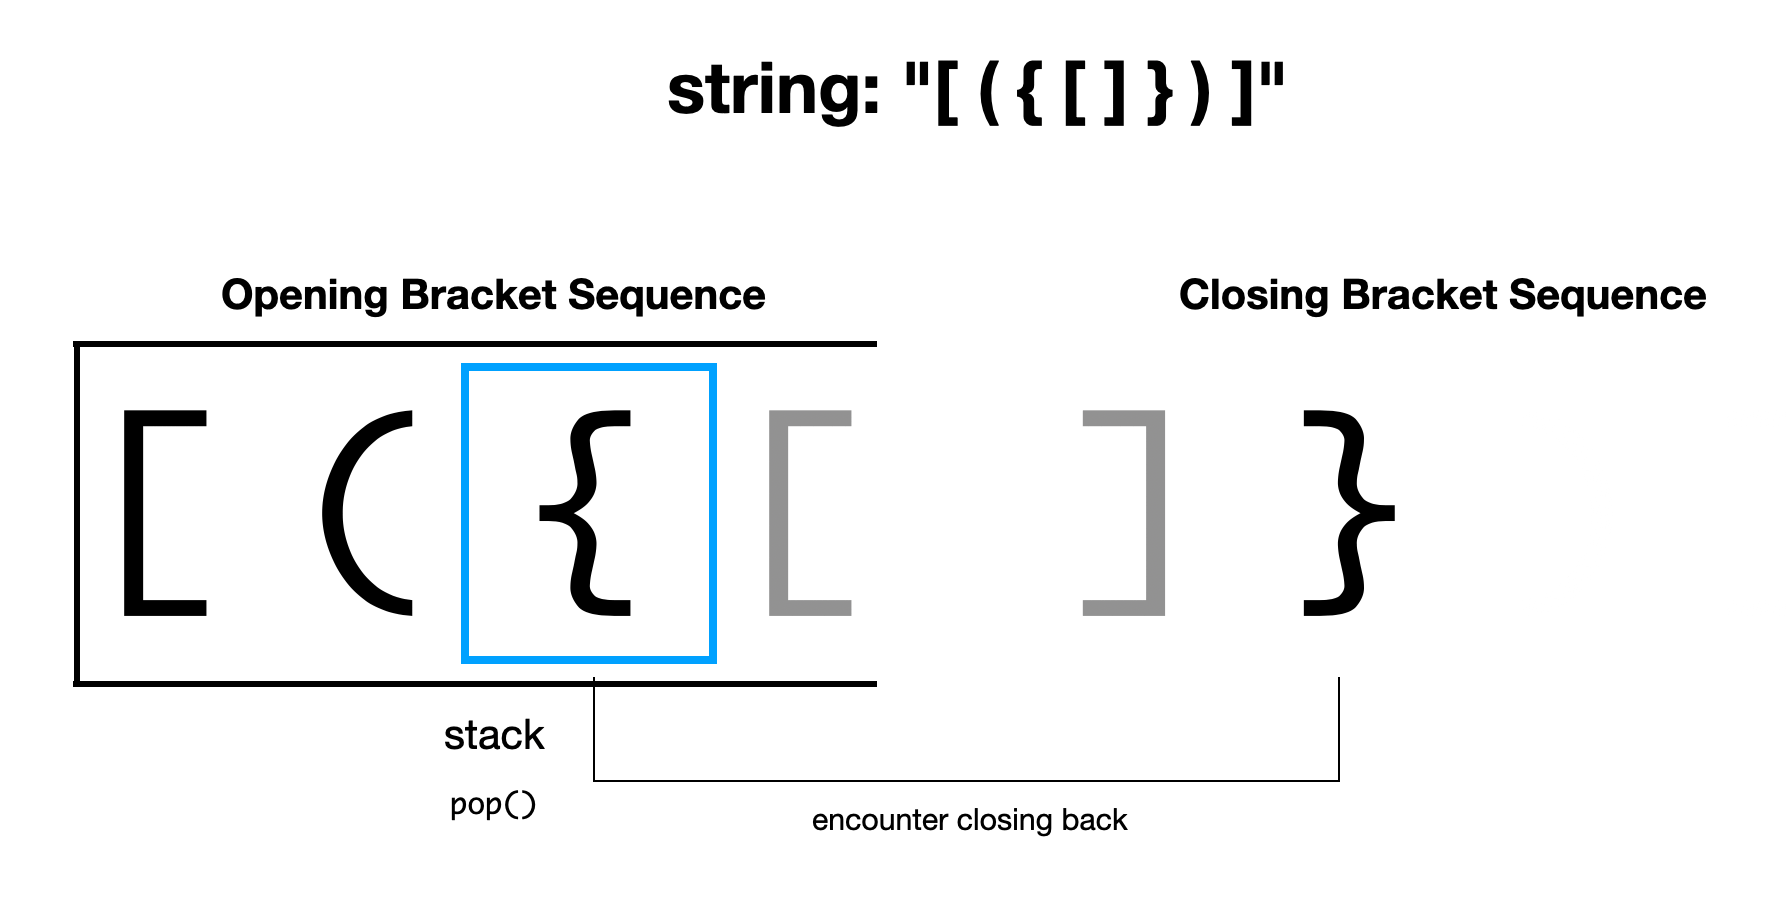 string: "[ ( { [ ] } ) ]"
Opening Bracket Sequence
Closing Bracket Sequence
[ ( { [ ] }
stack
pop()
encounter closing back